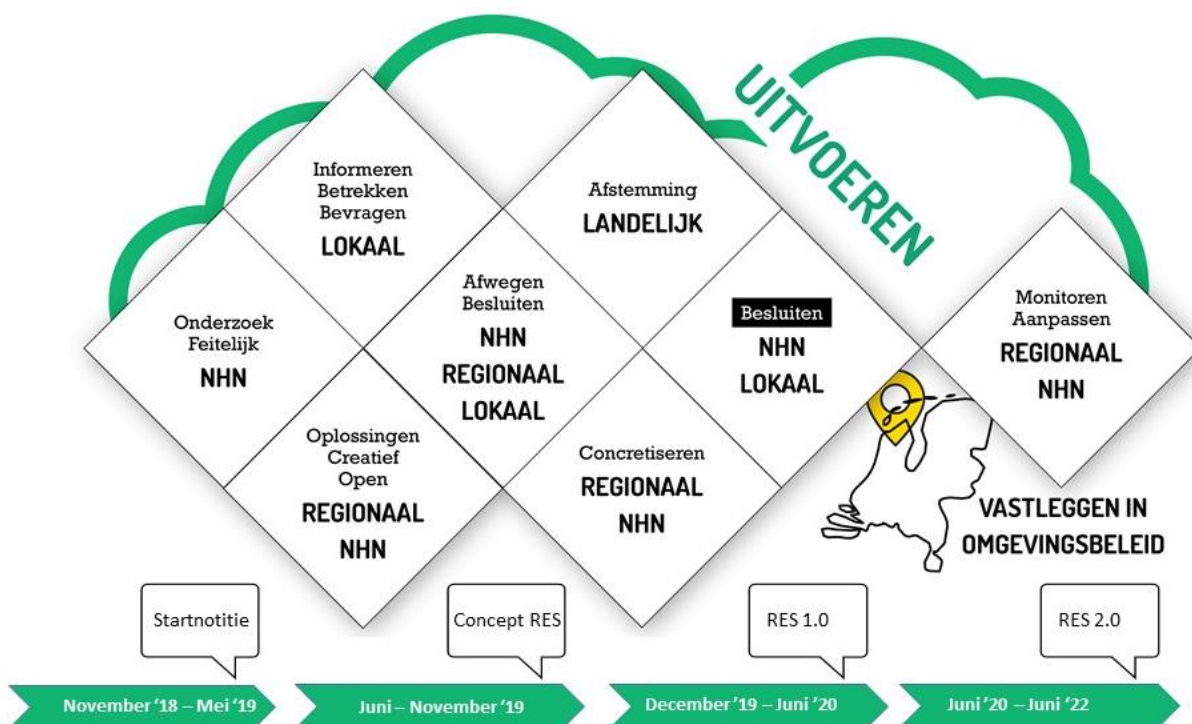 UITVOEREN
Informeren
Betrekken
Bevragen
LOKAAL
Afstemming
LANDELIJK
Onderzoek
Feitelijk
NHN
Afwegen
Besluiten
NHN
REGIONAAL
LOKAAL
Besluiten
NHN
LOKAAL
Monitoren
Aanpassen
REGIONAAL
NHN
Oplossingen
Creatief
Open
REGIONAAL
NHN
Concretiseren
REGIONAAL
NHN
VASTLEGGEN IN
OMGEVINGSBELEID
Startnotitie
Concept RES
RES 1.0
RES 2.0
November ‘18 – Mei ‘19
Juni – November ‘19
December ’19 – Juni ‘20
Juni ’20 – Juni ‘22